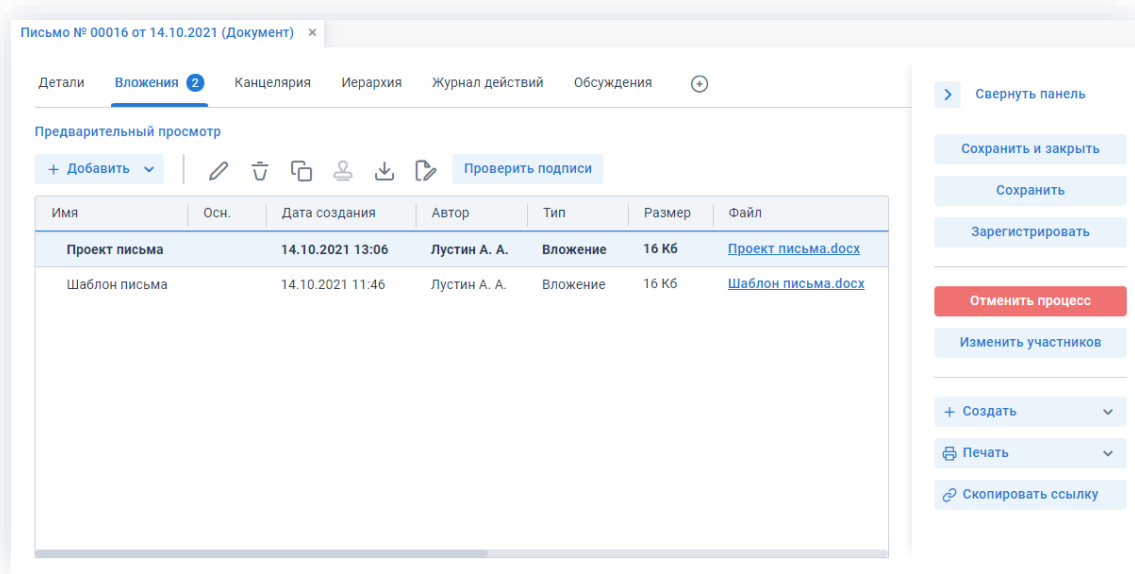 Письмо № 00016 от 14.10.2021 (Документ) ×
Детали Вложения 2 Канцелярия Иерархия Журнал действий Обсуждения
Предварительный просмотр
+ Добавить Проверить подписи
Имя Осн. Дата создания Автор Тип Размер Файл
Проект письма 14.10.2021 13:06 Лустин А. А. Вложение 16 Кб Проект письма.docx
Шаблон письма 14.10.2021 11:46 Лустин А. А. Вложение 16 Кб Шаблон письма.docx
Свернуть панель
Сохранить и закрыть
Сохранить
Зарегистрировать
Отменить процесс
Изменить участников
+ Создать
Печать
Скопировать ссылку